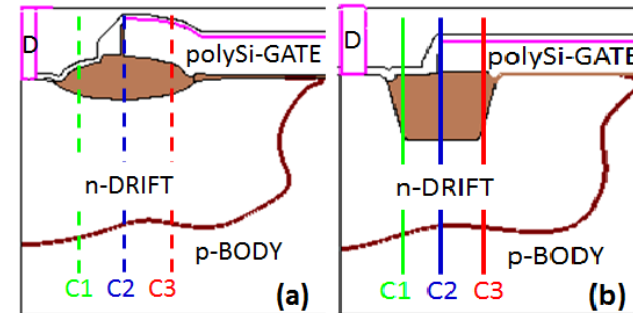 D
polySi-GATE
n-DRIFT
p-BODY
C1 C2 C3 (a)
D
polySi-GATE
n-DRIFT
p-BODY
C1 C2 C3 (b)